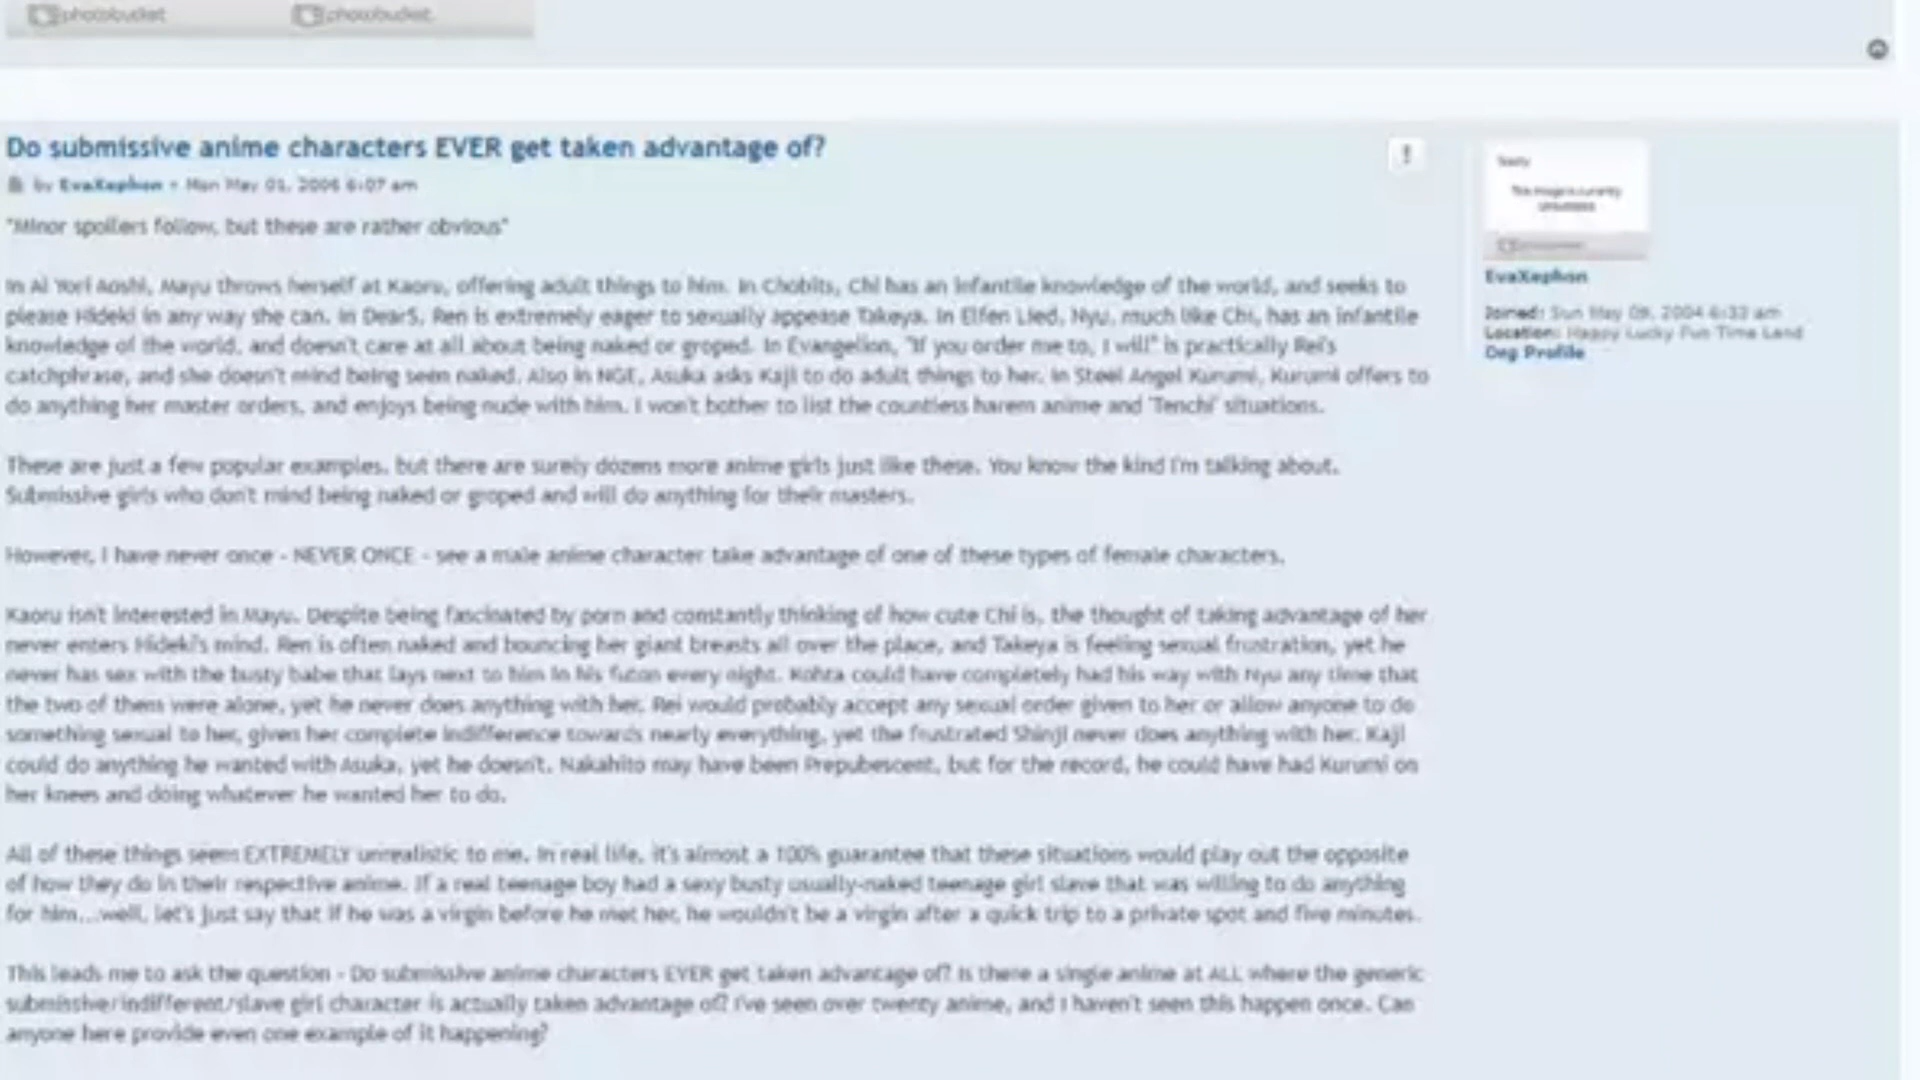 photobucket photobucket
Do submissive anime characters EVER get taken advantage of?
by EvaXephon • Mon May 01, 2006 6:07 am
"Minor spoilers follow, but these are rather obvious"
In Ai Yori Aoshi, Mayu throws herself at Kaoru, offering adult things to him. In Chobits, Chi has an infantile knowledge of the world, and seeks to
please Hideki in any way she can. In DearS, Ren is extremely eager to sexually appease Takeya. In Elfen Lied, Nyu, much like Chi, has an infantile
knowledge of the world, and doesn't care at all about being naked or groped. In Evangelion, "If you order me to, I will" is practically Rei's
catchphrase, and she doesn't mind being seen naked. Also in NGE, Asuka asks Kaji to do adult things to her. In Steel Angel Kurumi, Kurumi offers to
do anything her master orders, and enjoys being nude with him. I won't bother to list the countless harem anime and 'Tenchi' situations.
These are just a few popular examples, but there are surely dozens more anime girls just like these. You know the kind I'm talking about.
Submissive girls who don't mind being naked or groped and will do anything for their masters.
However, I have never once - NEVER ONCE - see a male anime character take advantage of one of these types of female characters.
Kaoru isn't interested in Mayu. Despite being fascinated by porn and constantly thinking of how cute Chi is, the thought of taking advantage of her
never enters Hideki's mind. Ren is often naked and bouncing her giant breasts all over the place, and Takeya is feeling sexual frustration, yet he
never has sex with the busty babe that lays next to him in his futon every night. Kohta could have completely had his way with Nyu any time that
the two of them were alone, yet he never does anything with her. Rei would probably accept any sexual order given to her or allow anyone to do
something sexual to her, given her complete indifference towards nearly everything, yet the frustrated Shinji never does anything with her. Kaji
could do anything he wanted with Asuka, yet he doesn't. Nakahito may have been Prepubescent, but for the record, he could have had Kurumi on
her knees and doing whatever he wanted her to do.
All of these things seem EXTREMELY unrealistic to me. In real life, it's almost a 100% guarantee that these situations would play out the opposite
of how they do in their respective anime. If a real teenage boy had a sexy busty usually-naked teenage girl slave that was willing to do anything
for him...well, let's just say that if he was a virgin before he met her, he wouldn't be a virgin after a quick trip to a private spot and five minutes.
This leads me to ask the question - Do submissive anime characters EVER get taken advantage of? Is there a single anime at ALL where the generic
submissive/indifferent/slave girl character is actually taken advantage of? I've seen over twenty anime, and I haven't seen this happen once. Can
anyone here provide even one example of it happening?
!
Sorry
This image is currently
unavailable
photobucket
EvaXephon
Joined: Sun May 09, 2004 6:33 am
Location: Happy Lucky Fun Time Land
Org Profile